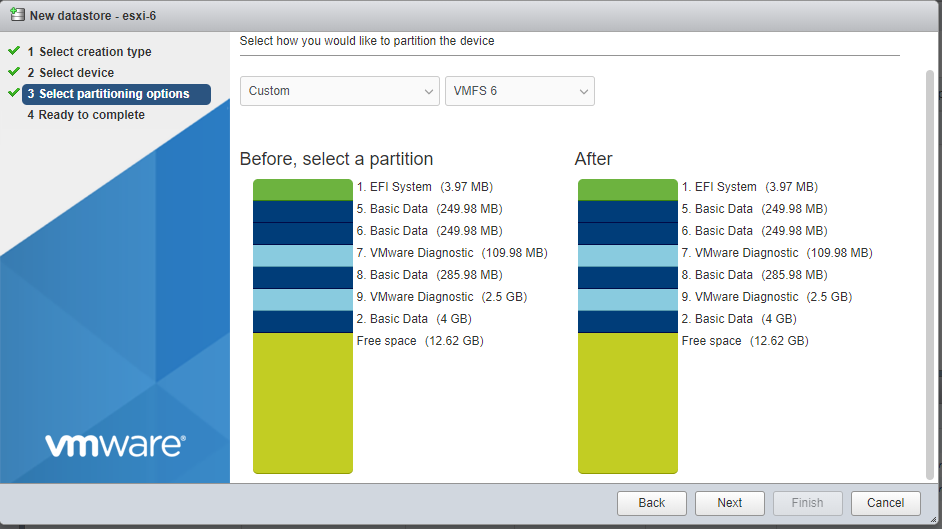 New datastore - esxi-6
1 Select creation type
2 Select device
3 Select partitioning options
4 Ready to complete
vmware®
Select how you would like to partition the device
Custom
VMFS 6
Before, select a partition
1. EFI System (3.97 MB)
5. Basic Data (249.98 MB)
6. Basic Data (249.98 MB)
7. VMware Diagnostic (109.98 MB)
8. Basic Data (285.98 MB)
9. VMware Diagnostic (2.5 GB)
2. Basic Data (4 GB)
Free space (12.62 GB)
After
1. EFI System (3.97 MB)
5. Basic Data (249.98 MB)
6. Basic Data (249.98 MB)
7. VMware Diagnostic (109.98 MB)
8. Basic Data (285.98 MB)
9. VMware Diagnostic (2.5 GB)
2. Basic Data (4 GB)
Free space (12.62 GB)
Back
Next
Finish
Cancel